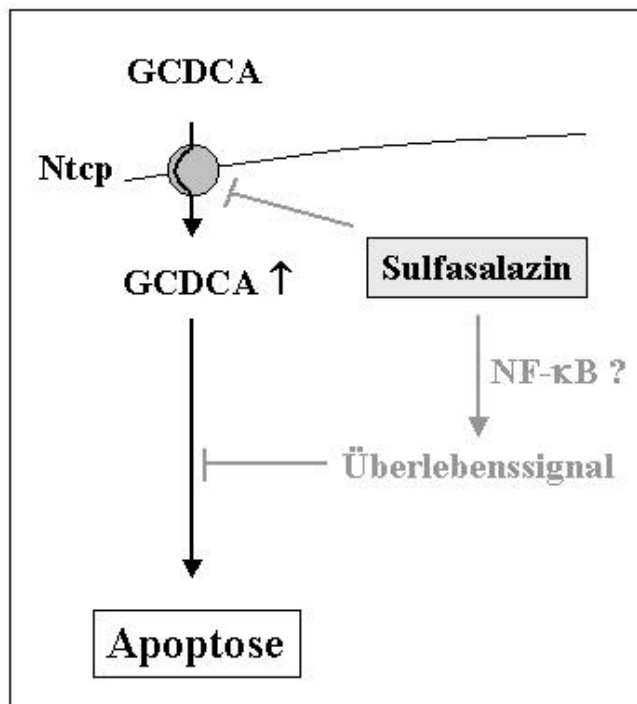 GCDCA
Ntcp
GCDCA ↑
Sulfasalazin
NF-κB ?
Überlebenssignal
Apoptose